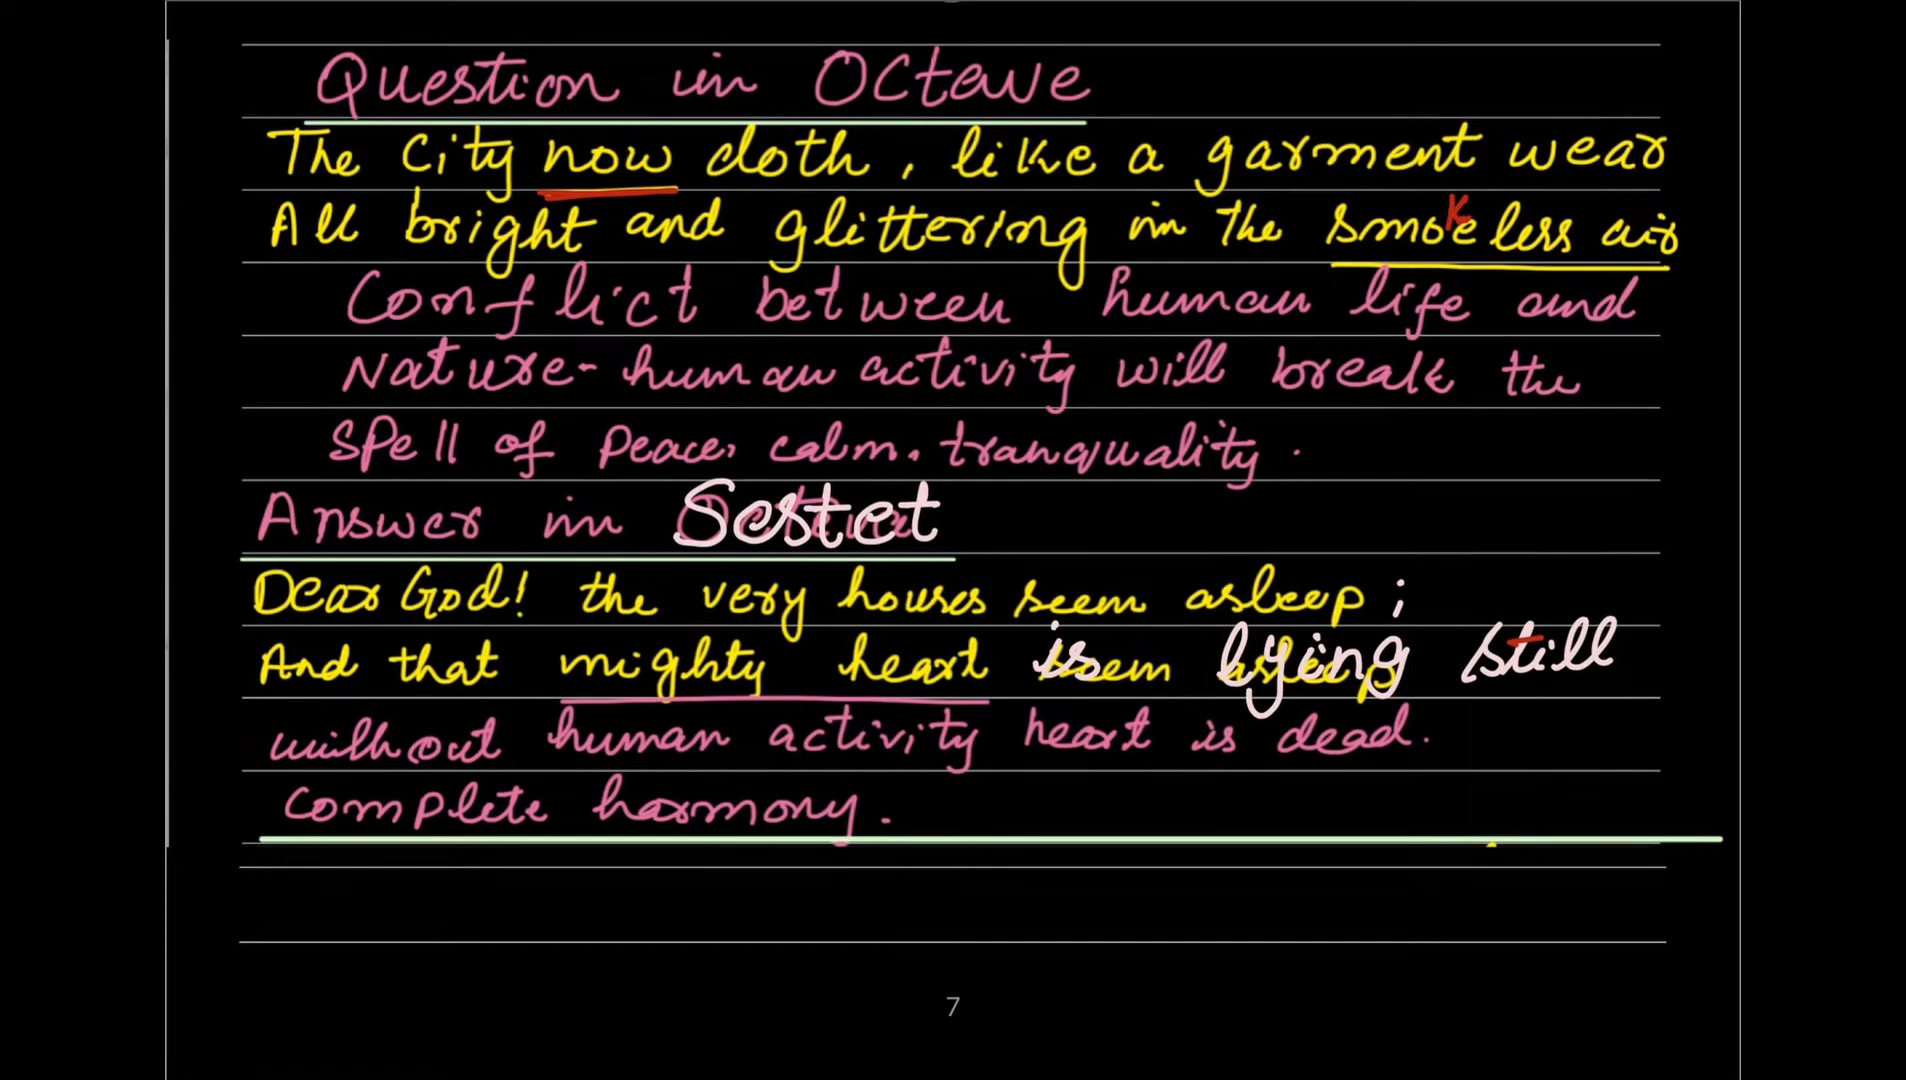 Question in Octave
The City now doth, like a garment wear
All bright and glittering in the smokeless air
Conflict between human life and
Nature- human activity will break the
spell of peace, calm, tranquality.
Answer in Sestet
Dear God! the very houses seem asleep;
And that mighty heart is lying still
without human activity heart is dead.
complete harmony.
7